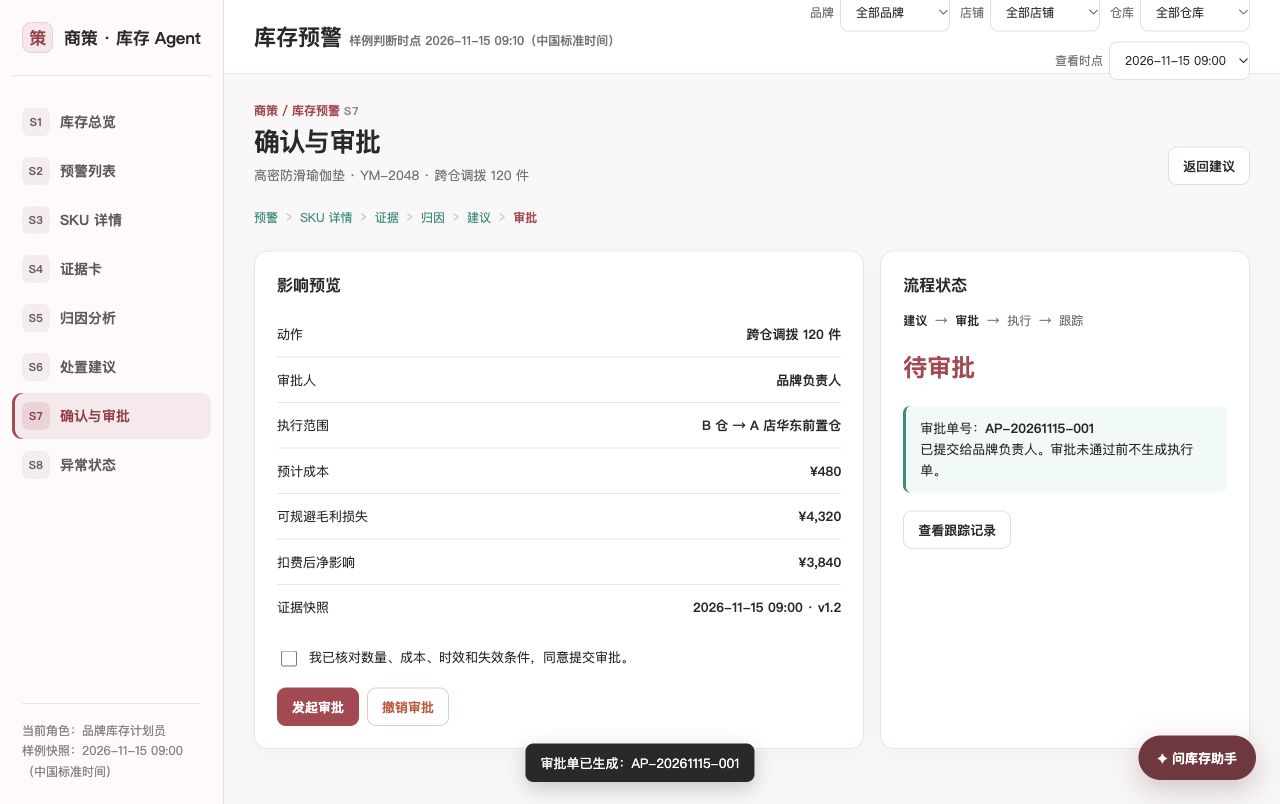 策 商策 · 库存 Agent
S1 库存总览
S2 预警列表
S3 SKU 详情
S4 证据卡
S5 归因分析
S6 处置建议
S7 确认与审批
S8 异常状态
当前角色：品牌库存计划员
样例快照：2026-11-15 09:00
（中国标准时间）
库存预警 样例判断时点 2026-11-15 09:10（中国标准时间）
品牌 全部品牌 店铺 全部店铺 仓库 全部仓库
查看时点 2026-11-15 09:00
商策 / 库存预警 S7
确认与审批
高密防滑瑜伽垫 · YM-2048 · 跨仓调拨 120 件
返回建议
预警 > SKU 详情 > 证据 > 归因 > 建议 > 审批
影响预览
动作 跨仓调拨 120 件
审批人 品牌负责人
执行范围 B 仓 → A 店华东前置仓
预计成本 ¥480
可规避毛利损失 ¥4,320
扣费后净影响 ¥3,840
证据快照 2026-11-15 09:00 · v1.2
我已核对数量、成本、时效和失效条件，同意提交审批。
发起审批 撤销审批
流程状态
建议 → 审批 → 执行 → 跟踪
待审批
审批单号：AP-20261115-001
已提交给品牌负责人。审批未通过前不生成执行
单。
查看跟踪记录
审批单已生成：AP-20261115-001
✦ 问库存助手